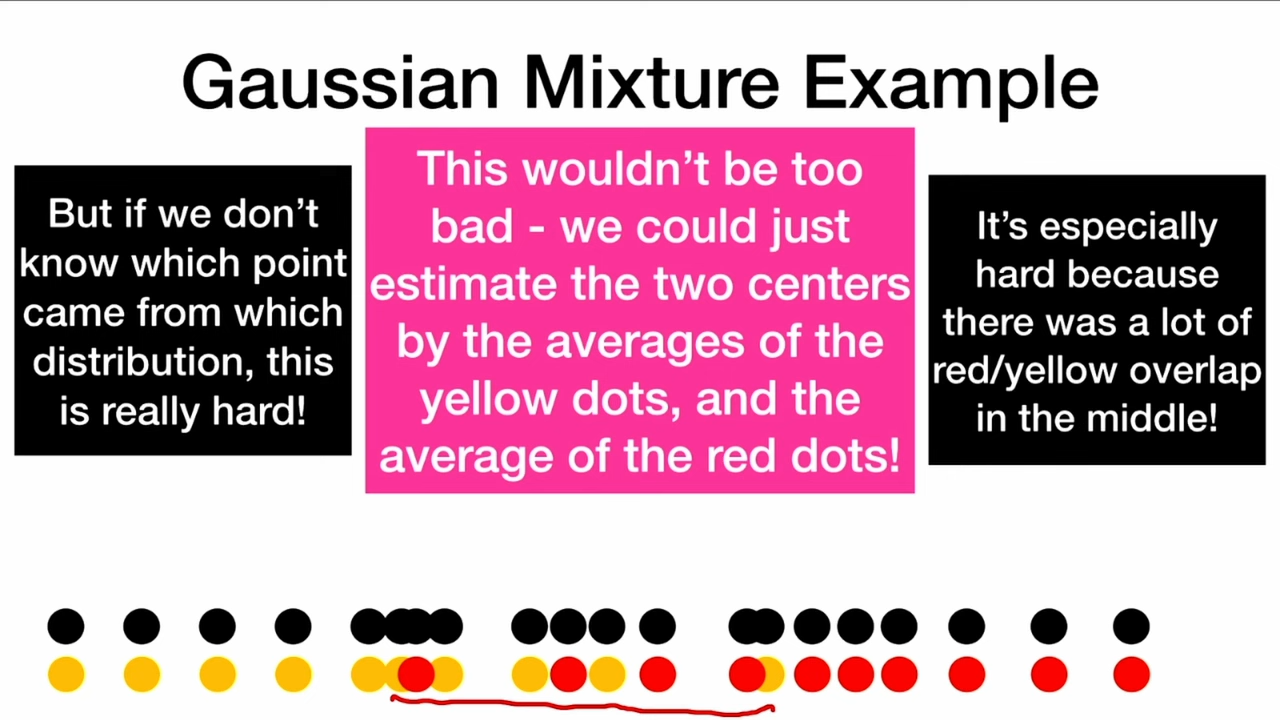 Gaussian Mixture Example
But if we don’t
know which point
came from which
distribution, this
is really hard!
This wouldn’t be too
bad - we could just
estimate the two centers
by the averages of the
yellow dots, and the
average of the red dots!
It’s especially
hard because
there was a lot of
red/yellow overlap
in the middle!